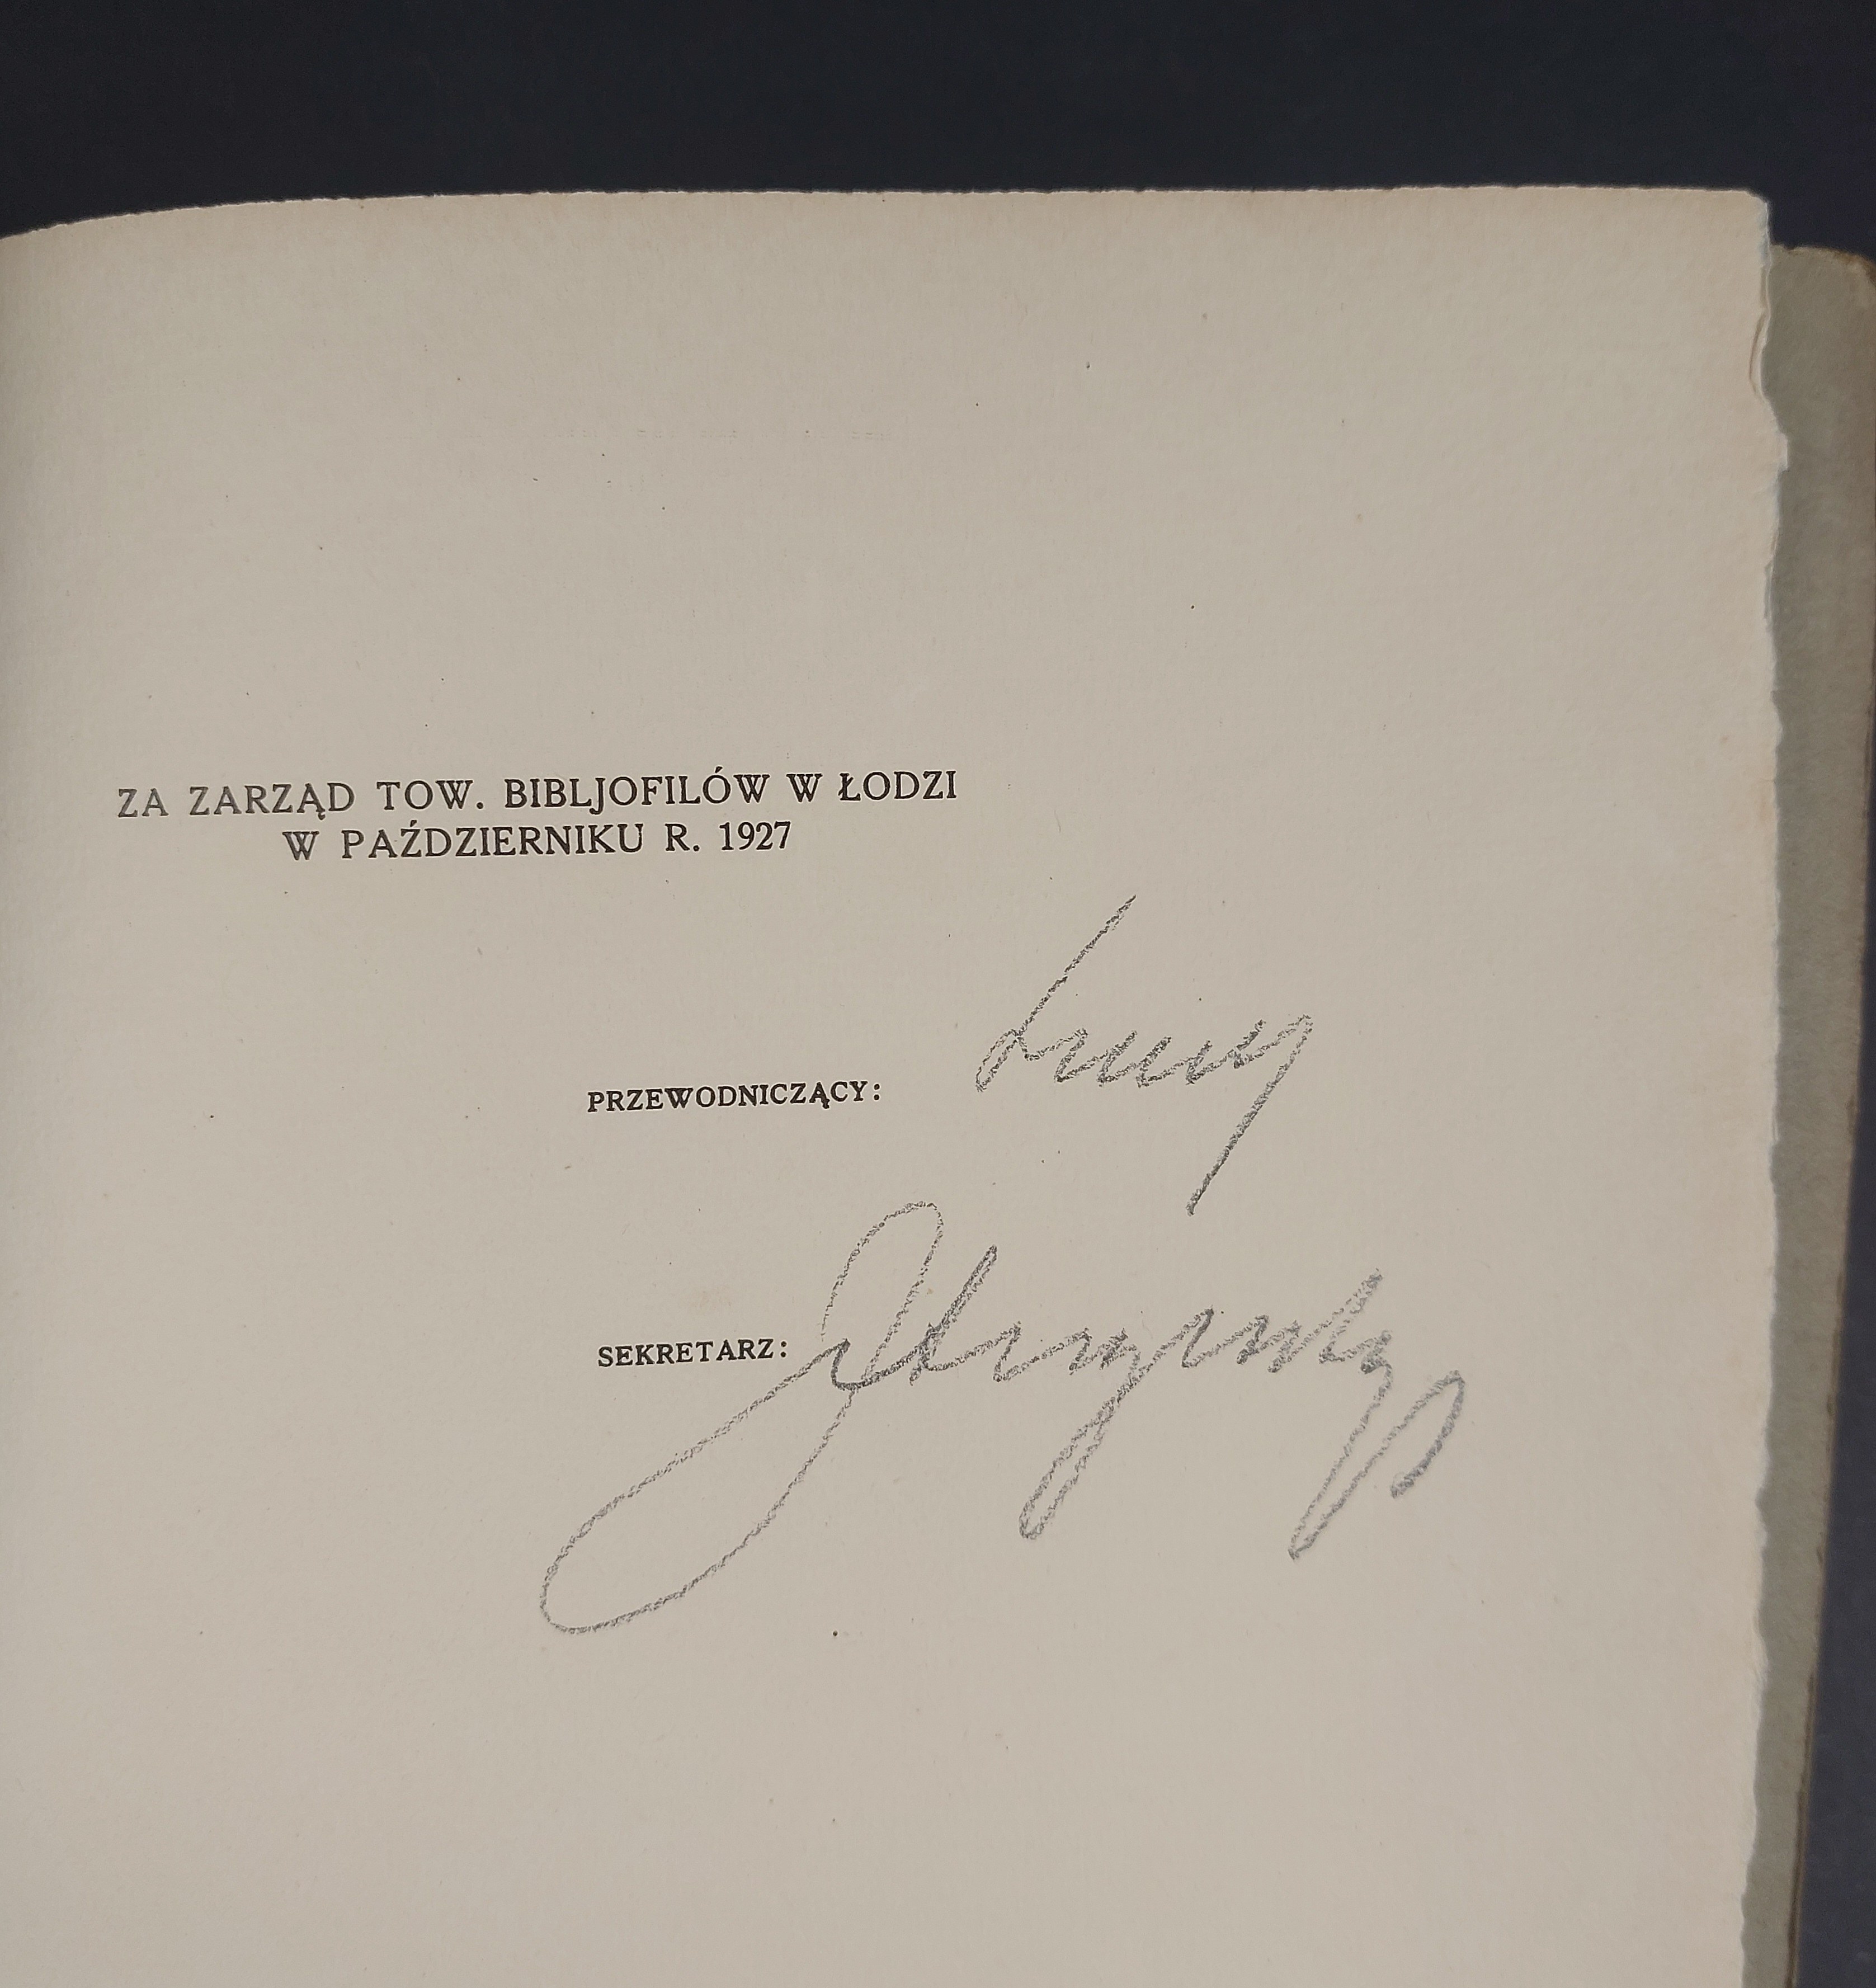 ZA ZARZĄD TOW. BIBLJOFILÓW W ŁODZI
W PAŹDZIERNIKU R. 1927
PRZEWODNICZĄCY:
SEKRETARZ: